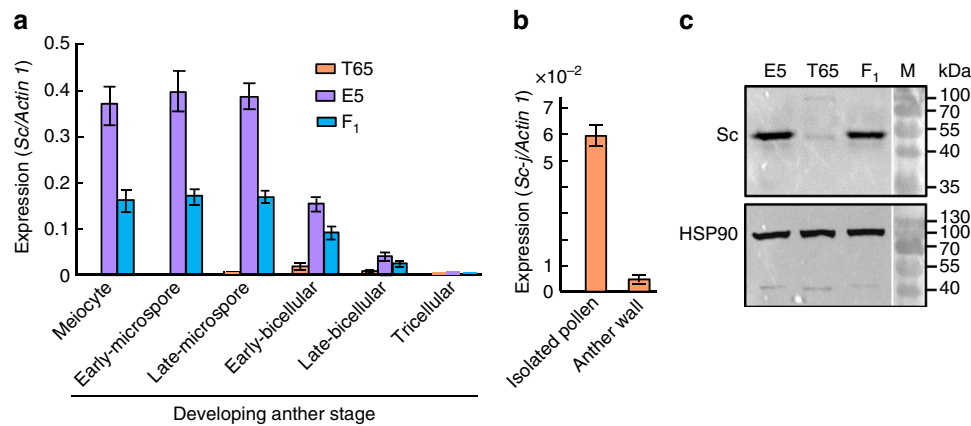 a
Expression (Sc/Actin 1)
0.5
0.4
0.3
0.2
0.1
0
T65
E5
F1
Meiocyte
Early-microspore
Late-microspore
Early-bicellular
Late-bicellular
Tricellular
Developing anther stage
b
×10−2
Expression (Sc-j/Actin 1)
7
6
5
1
0
Isolated pollen
Anther wall
c
E5 T65 F1 M kDa
Sc
100
70
55
40
35
HSP90
130
100
70
55
40